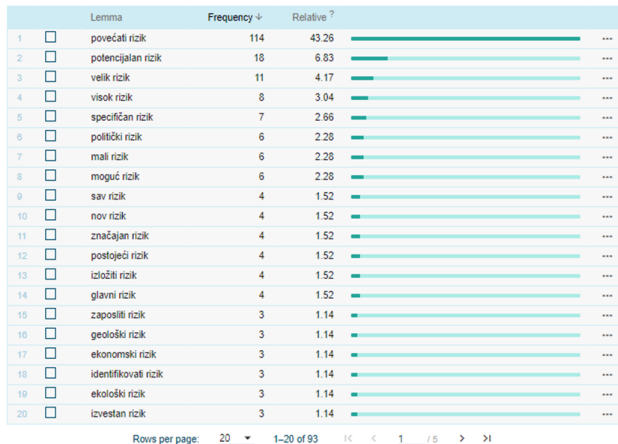 Lemma Frequency ↓ Relative ?
1 povećati rizik 114 43.26 ...
2 potencijalan rizik 18 6.83 ...
3 velik rizik 11 4.17 ...
4 visok rizik 8 3.04 ...
5 specifičan rizik 7 2.66 ...
6 politički rizik 6 2.28 ...
7 mali rizik 6 2.28 ...
8 moguć rizik 6 2.28 ...
9 sav rizik 4 1.52 ...
10 nov rizik 4 1.52 ...
11 značajan rizik 4 1.52 ...
12 postojeći rizik 4 1.52 ...
13 izložiti rizik 4 1.52 ...
14 glavni rizik 4 1.52 ...
15 zaposliti rizik 3 1.14 ...
16 geološki rizik 3 1.14 ...
17 ekonomski rizik 3 1.14 ...
18 identifikovati rizik 3 1.14 ...
19 ekološki rizik 3 1.14 ...
20 izvestan rizik 3 1.14 ...
Rows per page: 20 1–20 of 93 1 / 5